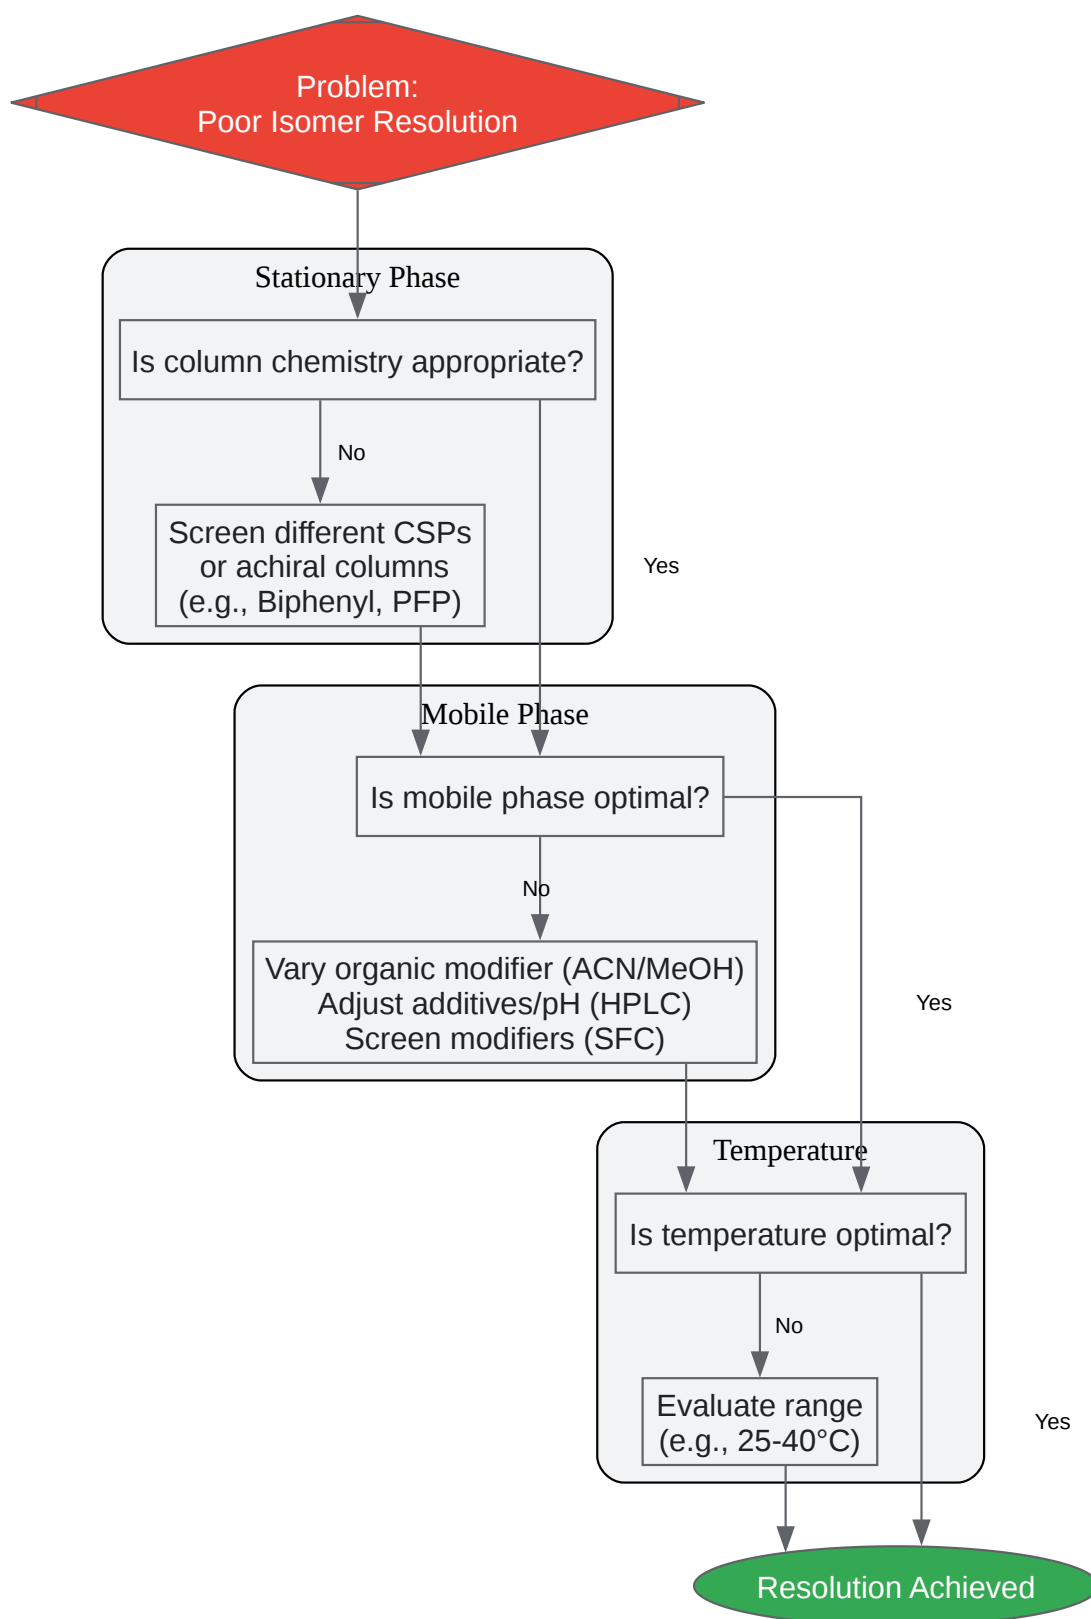 Problem:
Poor Isomer Resolution
Stationary Phase
Is column chemistry appropriate?
No
Screen different CSPs
or achiral columns
(e.g., Biphenyl, PFP)
Yes
Mobile Phase
Is mobile phase optimal?
No
Vary organic modifier (ACN/MeOH)
Adjust additives/pH (HPLC)
Screen modifiers (SFC)
Yes
Temperature
Is temperature optimal?
No
Evaluate range
(e.g., 25-40°C)
Yes
Resolution Achieved